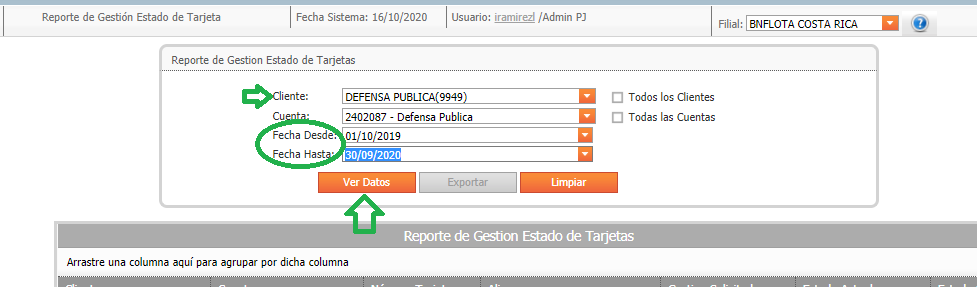 Reporte de Gestión Estado de Tarjeta Fecha Sistema: 16/10/2020 Usuario: iramirezl /Admin PJ Filial: BNFLOTA COSTA RICA ?
Reporte de Gestion Estado de Tarjetas
Cliente: DEFENSA PUBLICA(9949) Todos los Clientes
Cuenta: 2402087 - Defensa Publica Todas las Cuentas
Fecha Desde: 01/10/2019
Fecha Hasta: 30/09/2020
Ver Datos Exportar Limpiar
Reporte de Gestion Estado de Tarjetas
Arrastre una columna aquí para agrupar por dicha columna